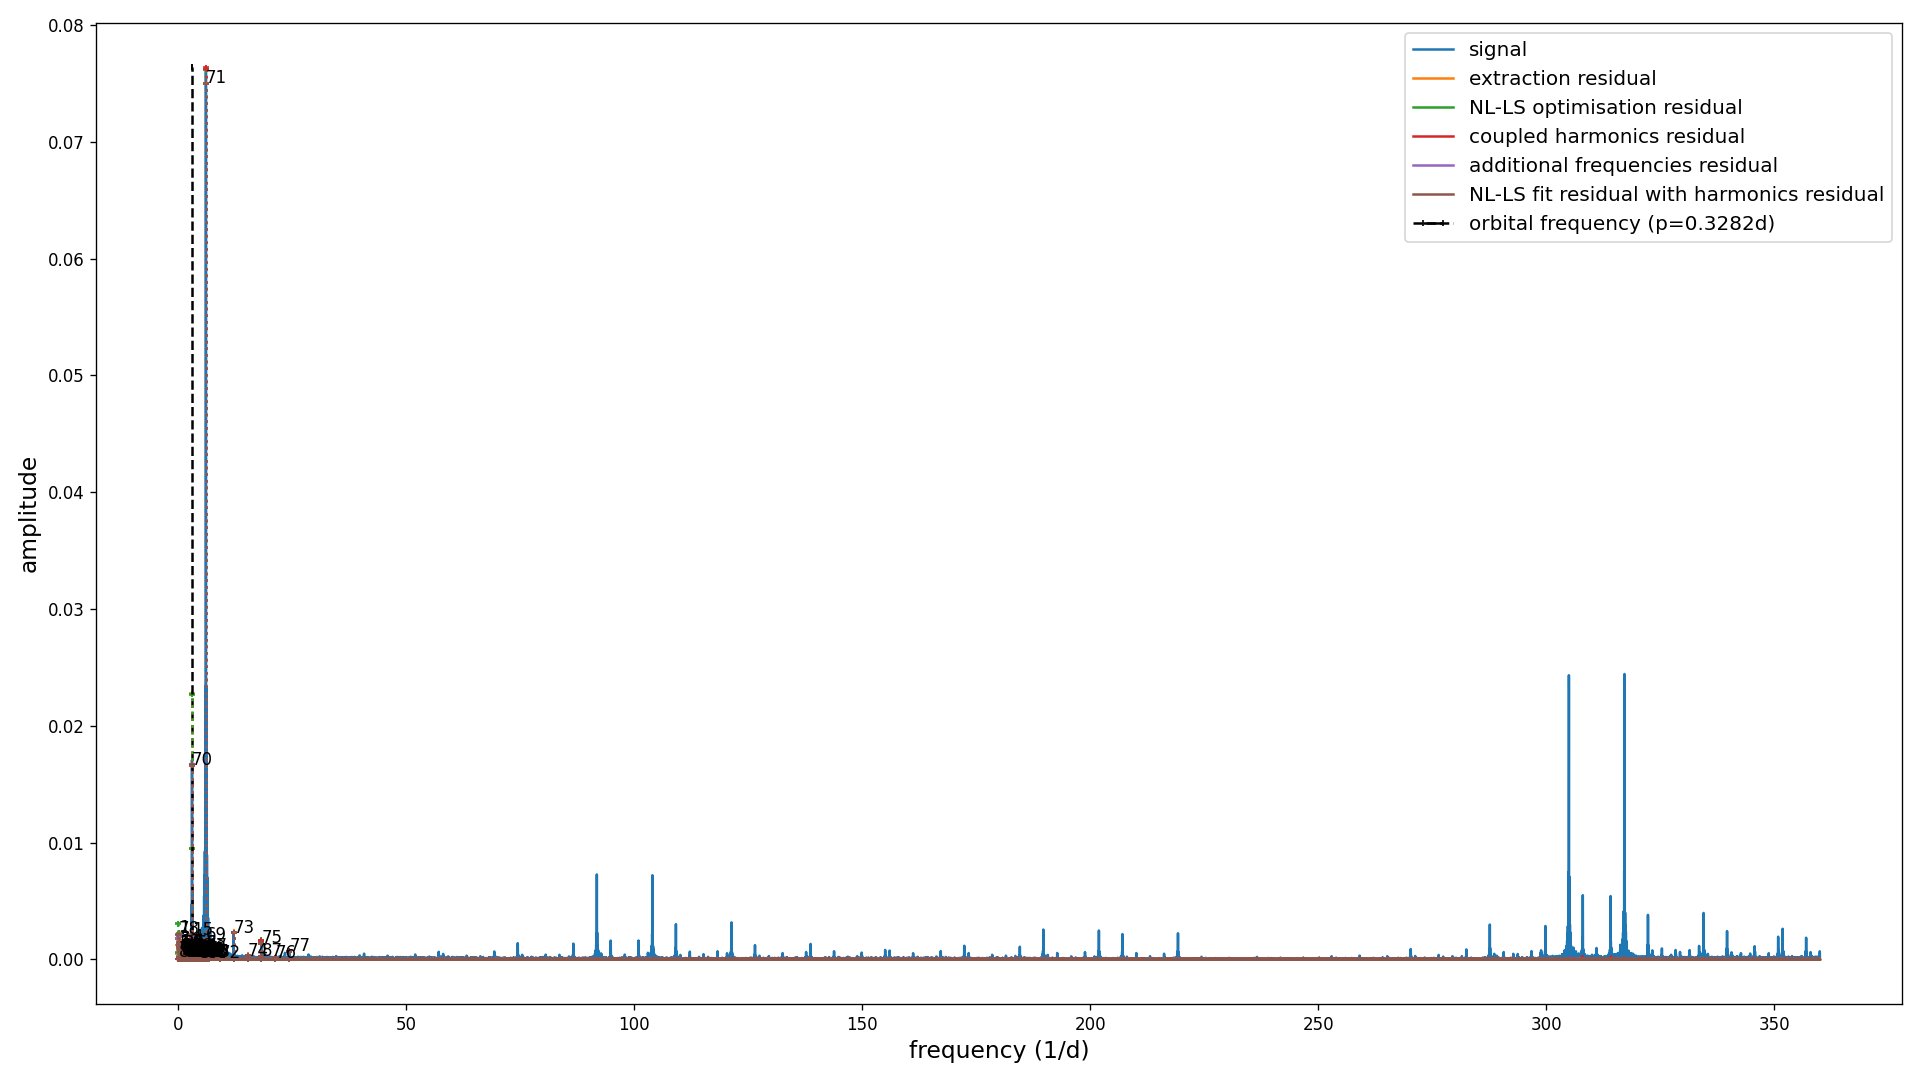 0.08
0.07
0.06
0.05
0.04
0.03
0.02
0.01
0.00
amplitude
0
50
100
150
200
250
300
350
frequency (1/d)
signal
extraction residual
NL-LS optimisation residual
coupled harmonics residual
additional frequencies residual
NL-LS fit residual with harmonics residual
orbital frequency (p=0.3282d)
71
70
69
73
75
74
76
77